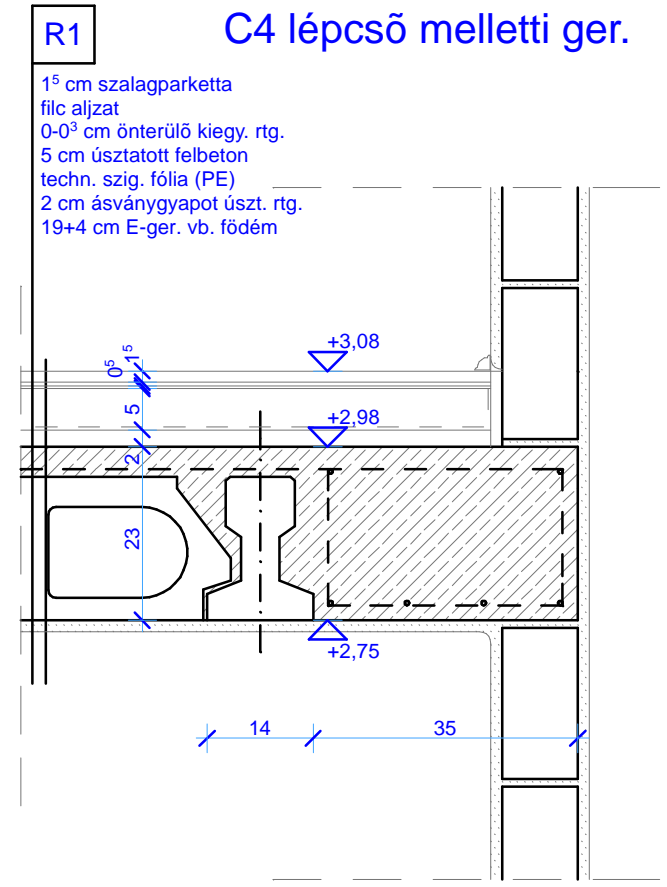 C4 lépcsõ melletti ger.
R1
1⁵ cm szalagparketta
filc aljzat
0-0³ cm önterülõ kiegy. rtg.
5 cm úsztatott felbeton
techn. szig. fólia (PE)
2 cm ásványgyapot úszt. rtg.
19+4 cm E-ger. vb. födém
+3,08
0⁵ 1⁵
5
+2,98
2
23
+2,75
14
35